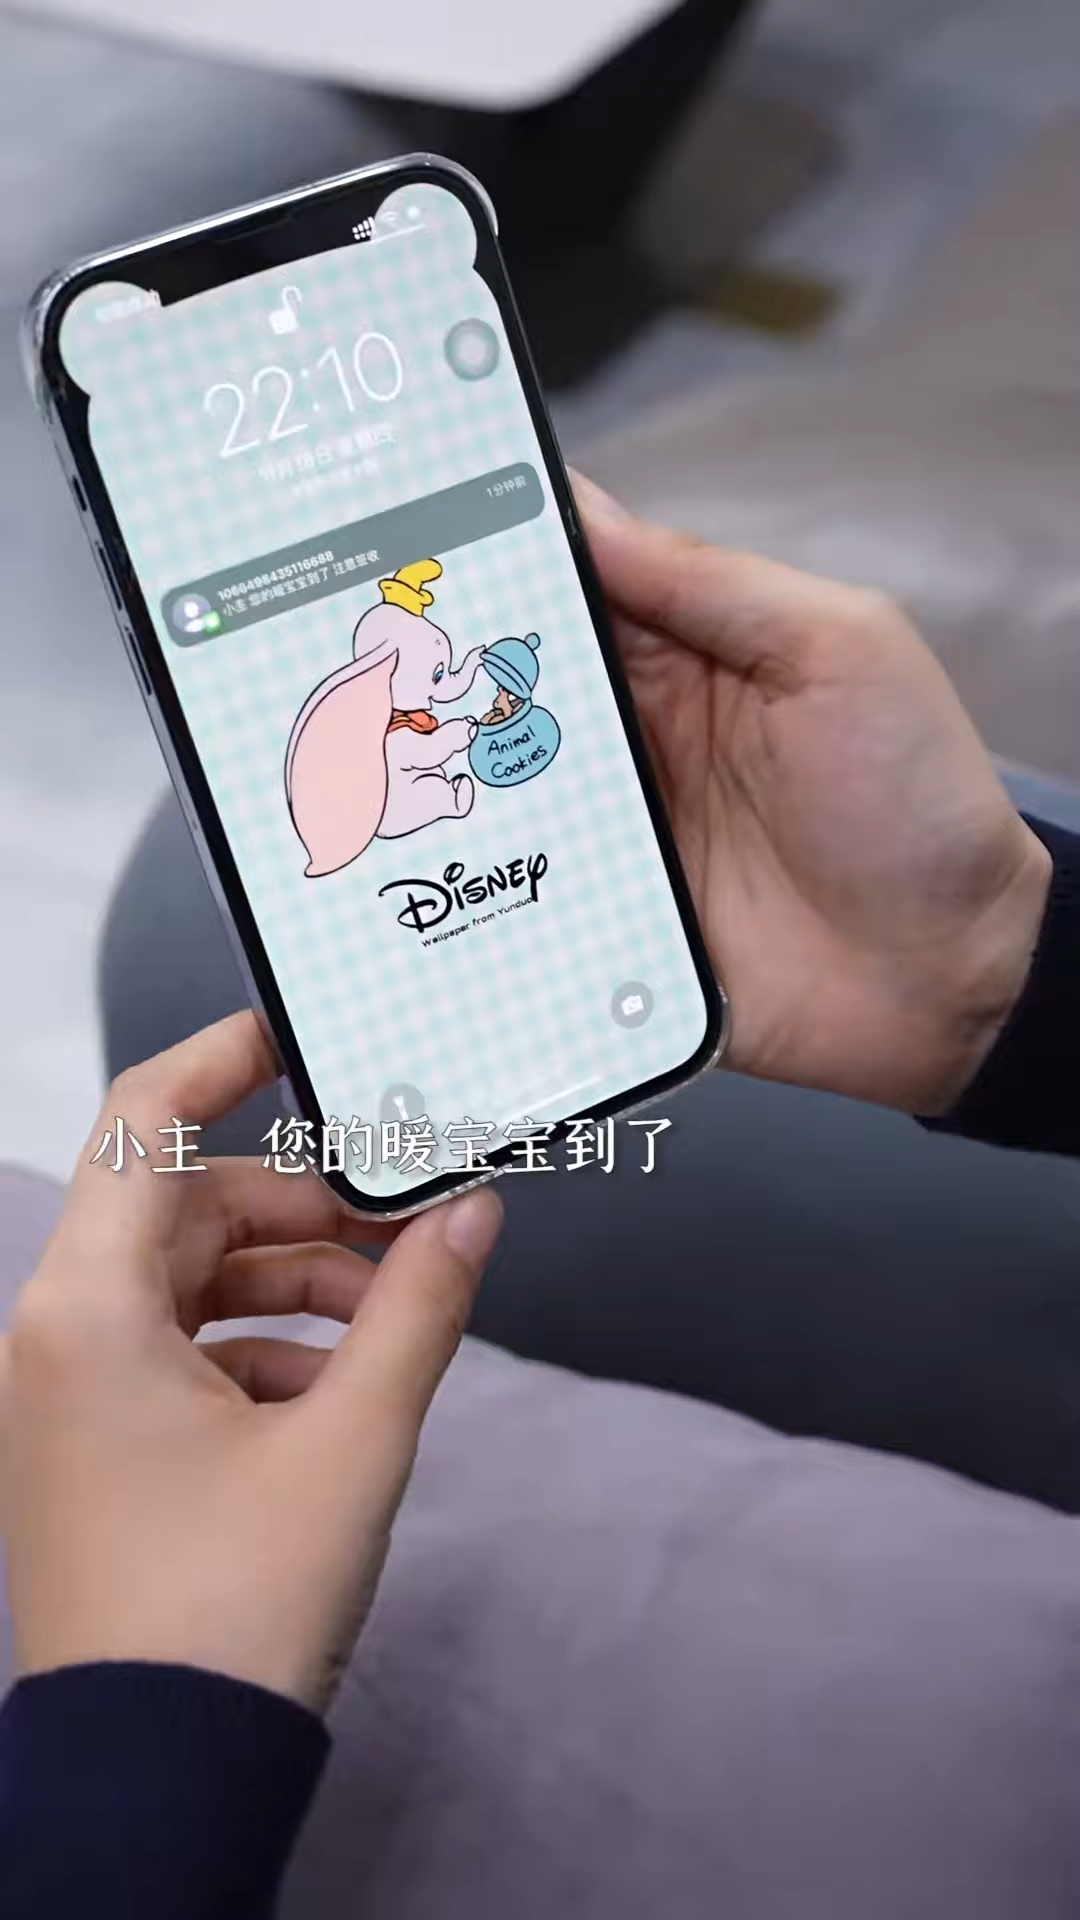 22:10
1分钟前
1066498435116688
小主 您的暖宝宝到了 注意签收
Animal
Cookies
Disney
Wallpaper from Yunduo
小主 您的暖宝宝到了